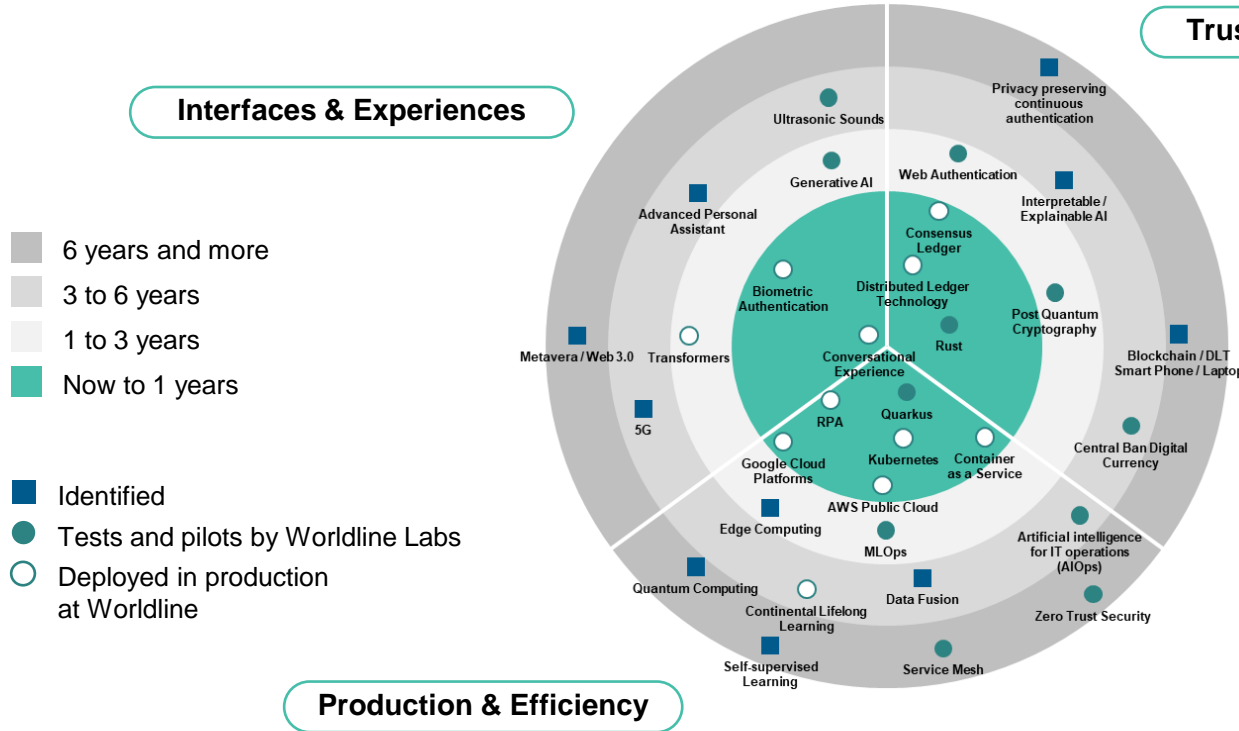 Trus
Interfaces & Experiences
Privacy preserving
continuous
authentication
Ultrasonic Sounds
Generative AI
Web Authentication
Advanced Personal
Assistant
Interpretable /
Explainable AI
Consensus
Ledger
6 years and more
3 to 6 years
1 to 3 years
Now to 1 years
Biometric
Authentication
Distributed Ledger
Technology
Post Quantum
Cryptography
Rust
Metavera / Web 3.0
Transformers
Conversational
Experience
Blockchain / DLT
Smart Phone / Laptop
5G
RPA
Quarkus
Google Cloud
Platforms
Kubernetes
Container
as a Service
Central Ban Digital
Currency
Identified
Tests and pilots by Worldline Labs
Deployed in production
at Worldline
AWS Public Cloud
Edge Computing
MLOps
Artificial intelligence
for IT operations
(AIOps)
Quantum Computing
Continental Lifelong
Learning
Data Fusion
Zero Trust Security
Self-supervised
Learning
Service Mesh
Production & Efficiency